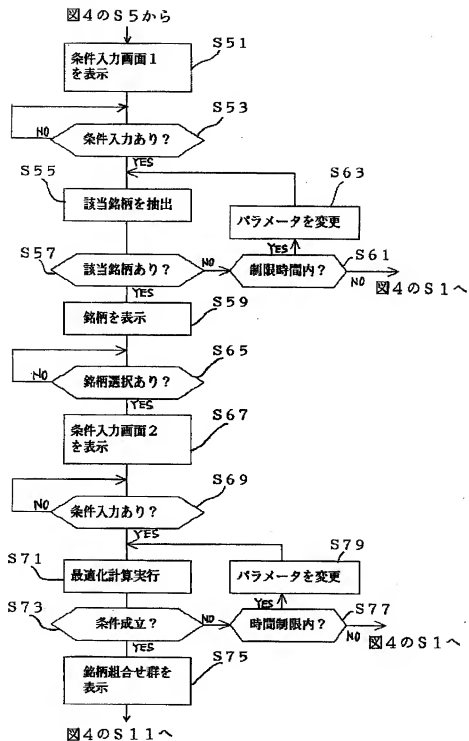 図4のS5から
S51
条件入力画面1
を表示
S53
NO
条件入力あり?
YES
S55
S63
該当銘柄を抽出
パラメータを変更
S57
YES
S61
該当銘柄あり?
NO
制限時間内?
NO
図4のS1へ
YES
S59
銘柄を表示
S65
NO
銘柄選択あり?
YES
S67
条件入力画面2
を表示
S69
NO
条件入力あり?
YES
S71
S79
最適化計算実行
パラメータを変更
S73
YES
S77
条件成立?
NO
時間制限内?
NO
図4のS1へ
YES
S75
銘柄組合せ群を
表示
図4のS11へ